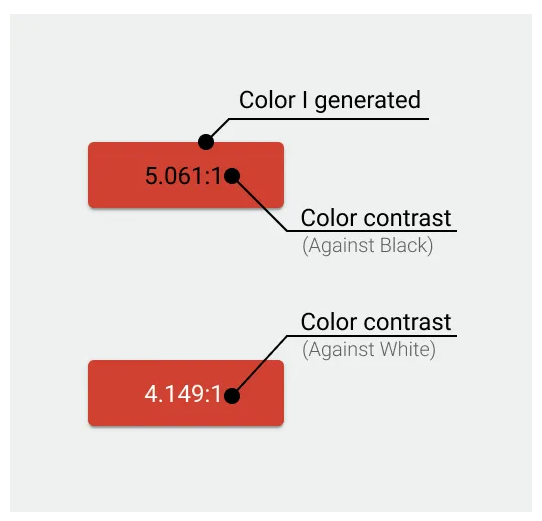 Color I generated
5.061:1
Color contrast
(Against Black)
Color contrast
(Against White)
4.149:1